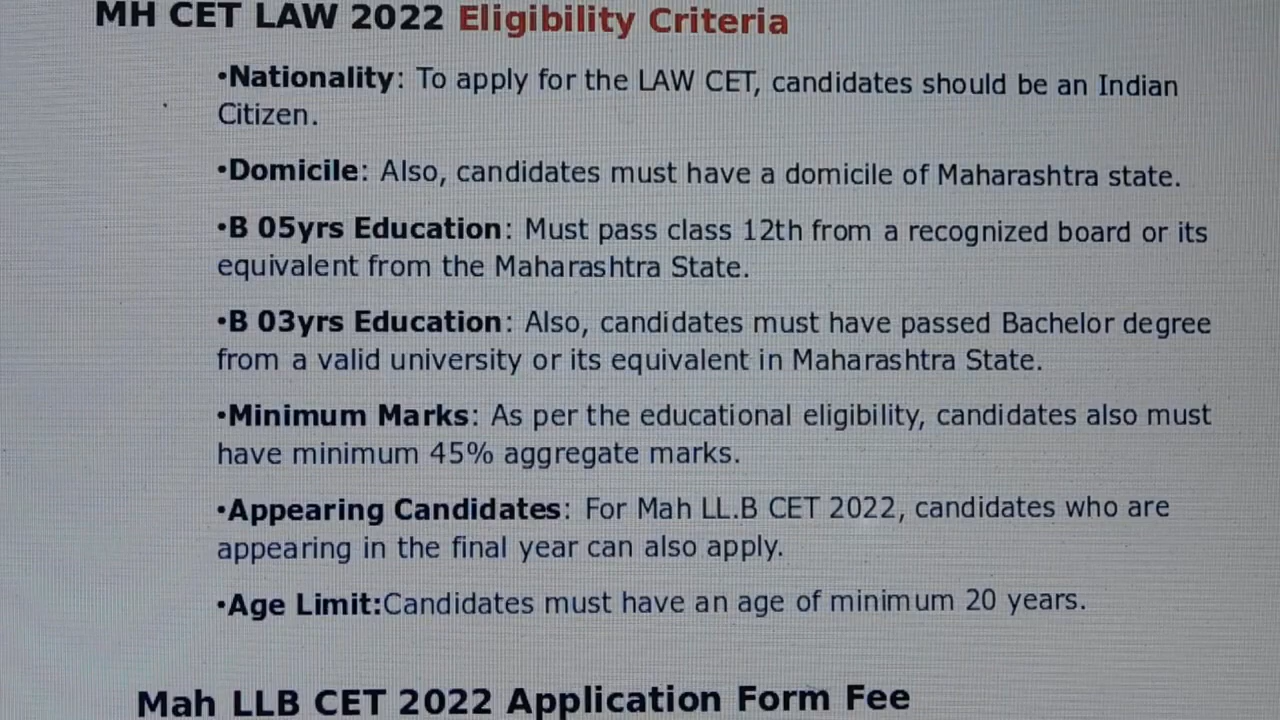 MH CET LAW 2022 Eligibility Criteria
•Nationality: To apply for the LAW CET, candidates should be an Indian
Citizen.
•Domicile: Also, candidates must have a domicile of Maharashtra state.
•B 05yrs Education: Must pass class 12th from a recognized board or its
equivalent from the Maharashtra State.
•B 03yrs Education: Also, candidates must have passed Bachelor degree
from a valid university or its equivalent in Maharashtra State.
•Minimum Marks: As per the educational eligibility, candidates also must
have minimum 45% aggregate marks.
•Appearing Candidates: For Mah LL.B CET 2022, candidates who are
appearing in the final year can also apply.
•Age Limit:Candidates must have an age of minimum 20 years.
Mah LLB CET 2022 Application Form Fee